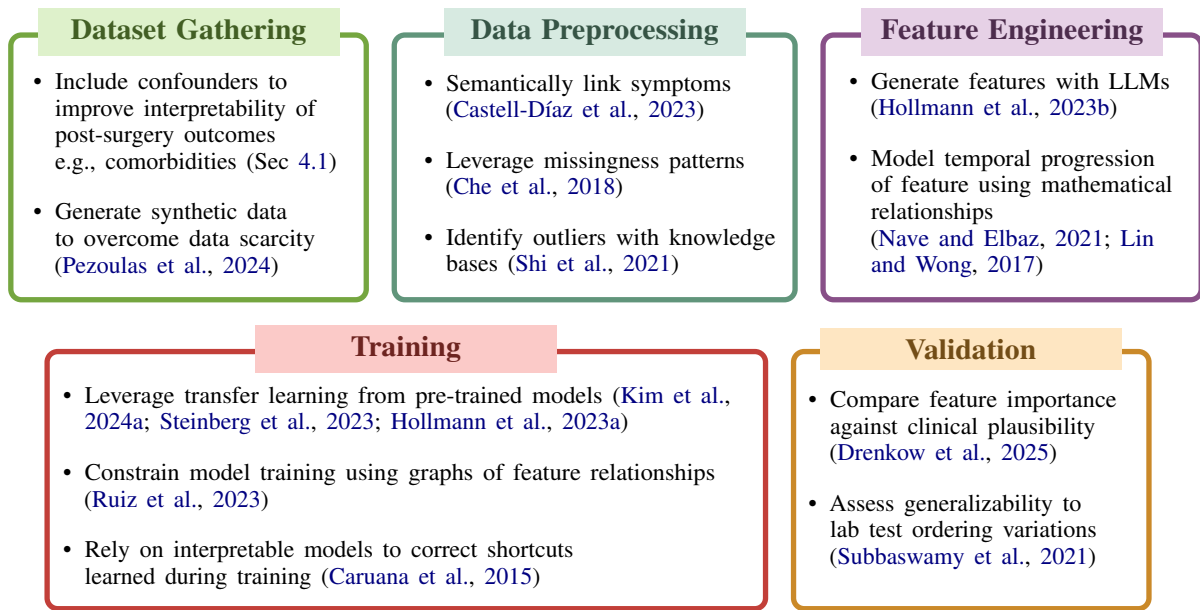 Dataset Gathering
• Include confounders to
improve interpretability of
post-surgery outcomes
e.g., comorbidities (Sec 4.1)
• Generate synthetic data
to overcome data scarcity
(Pezoulas et al., 2024)
Data Preprocessing
• Semantically link symptoms
(Castell-Díaz et al., 2023)
• Leverage missingness patterns
(Che et al., 2018)
• Identify outliers with knowledge
bases (Shi et al., 2021)
Feature Engineering
• Generate features with LLMs
(Hollmann et al., 2023b)
• Model temporal progression
of feature using mathematical
relationships
(Nave and Elbaz, 2021; Lin
and Wong, 2017)
Training
• Leverage transfer learning from pre-trained models (Kim et al.,
2024a; Steinberg et al., 2023; Hollmann et al., 2023a)
• Constrain model training using graphs of feature relationships
(Ruiz et al., 2023)
• Rely on interpretable models to correct shortcuts
learned during training (Caruana et al., 2015)
Validation
• Compare feature importance
against clinical plausibility
(Drenkow et al., 2025)
• Assess generalizability to
lab test ordering variations
(Subbaswamy et al., 2021)